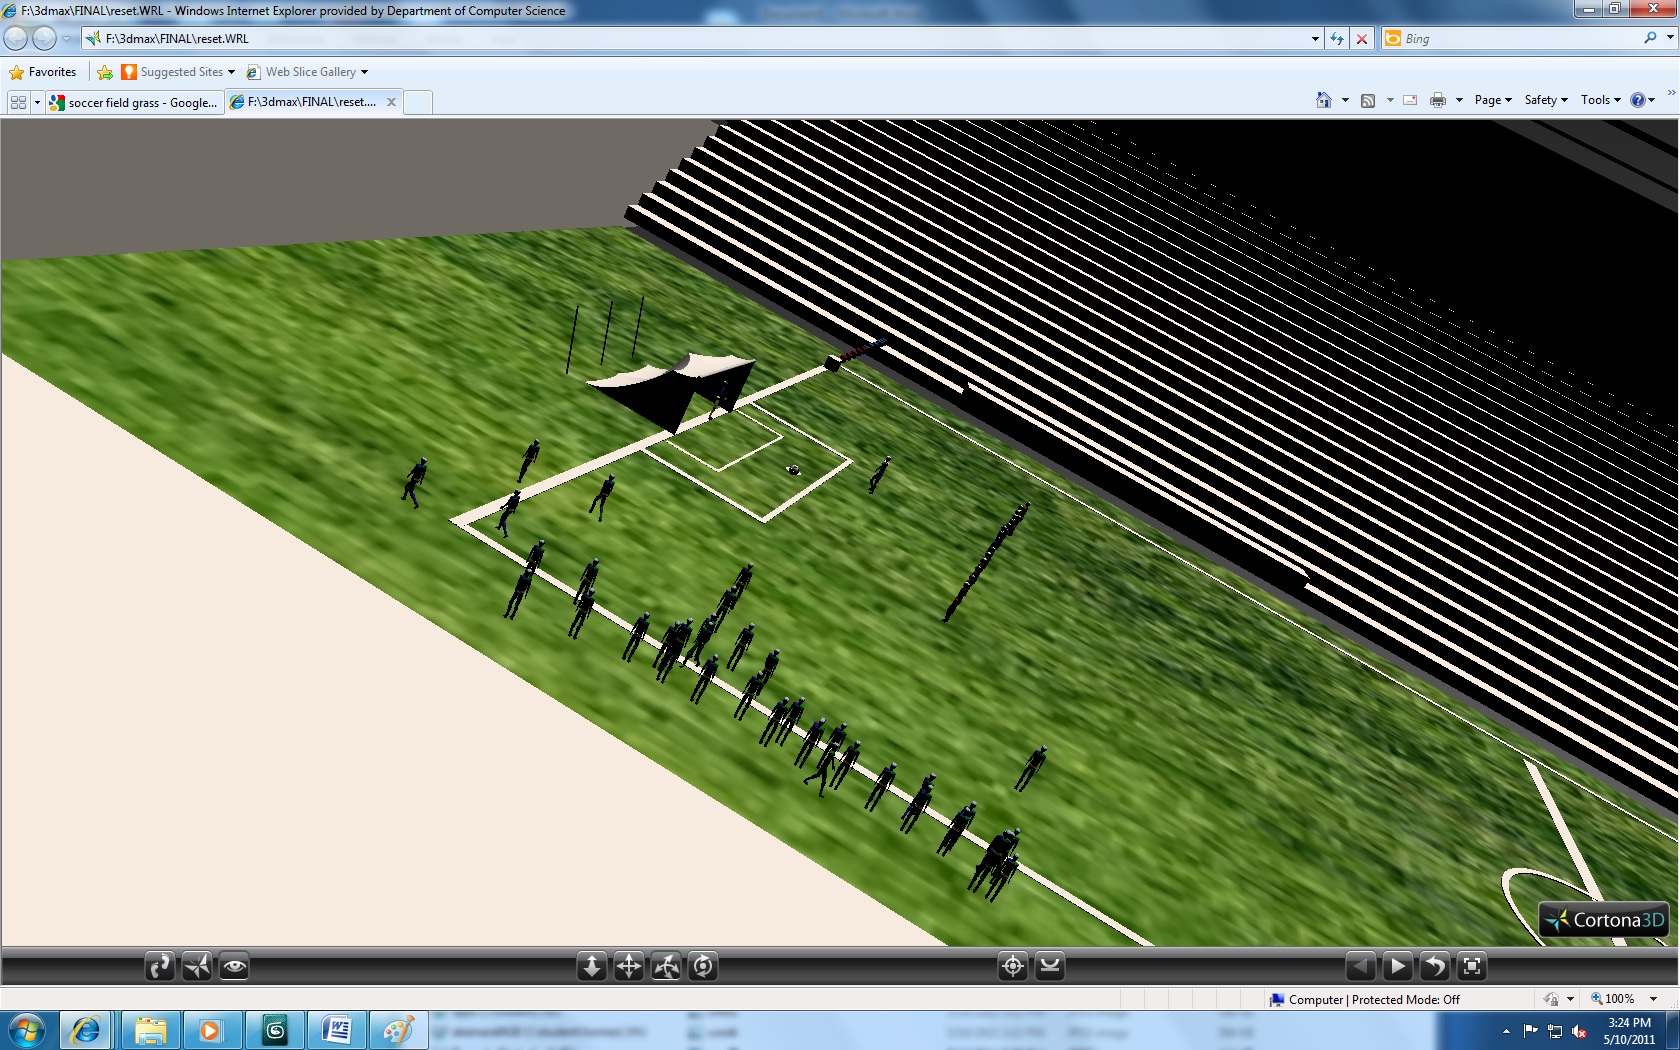 F:\3dmax\FINAL\reset.WRL - Windows Internet Explorer provided by Department of Computer Science
F:\3dmax\FINAL\reset.WRL
Bing
Favorites
Suggested Sites
Web Slice Gallery
soccer field grass - Google...
F:\3dmax\FINAL\reset....
Page
Safety
Tools
Cortona3D
Computer | Protected Mode: Off
100%
3:24 PM
5/10/2011